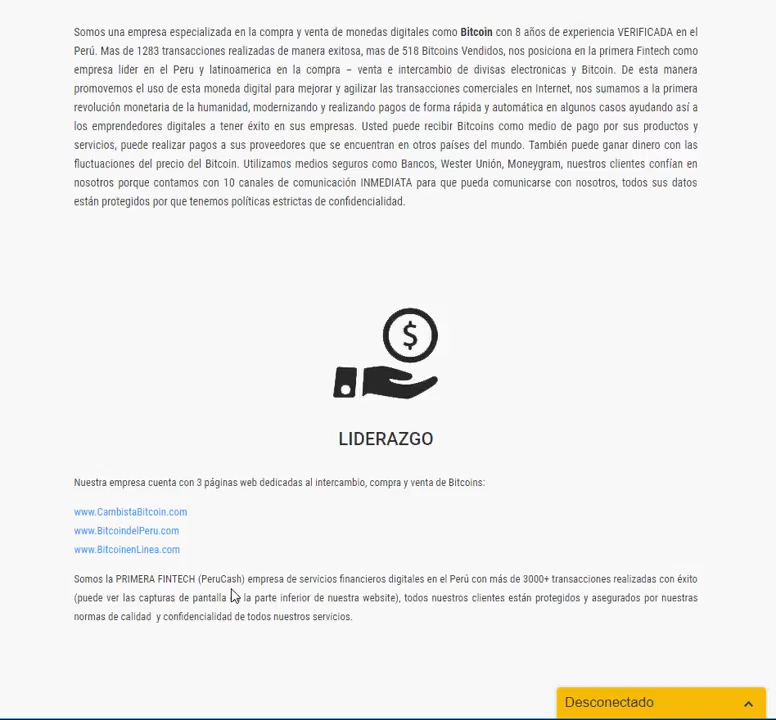 Somos una empresa especializada en la compra y venta de monedas digitales como Bitcoin con 8 años de experiencia VERIFICADA en el
Perú. Mas de 1283 transacciones realizadas de manera exitosa, mas de 518 Bitcoins Vendidos, nos posiciona en la primera Fintech como
empresa lider en el Peru y latinoamerica en la compra – venta e intercambio de divisas electronicas y Bitcoin. De esta manera
promovemos el uso de esta moneda digital para mejorar y agilizar las transacciones comerciales en Internet, nos sumamos a la primera
revolución monetaria de la humanidad, modernizando y realizando pagos de forma rápida y automática en algunos casos ayudando así a
los emprendedores digitales a tener éxito en sus empresas. Usted puede recibir Bitcoins como medio de pago por sus productos y
servicios, puede realizar pagos a sus proveedores que se encuentran en otros países del mundo. También puede ganar dinero con las
fluctuaciones del precio del Bitcoin. Utilizamos medios seguros como Bancos, Wester Unión, Moneygram, nuestros clientes confían en
nosotros porque contamos con 10 canales de comunicación INMEDIATA para que pueda comunicarse con nosotros, todos sus datos
están protegidos por que tenemos políticas estrictas de confidencialidad.
$
LIDERAZGO
Nuestra empresa cuenta con 3 páginas web dedicadas al intercambio, compra y venta de Bitcoins:
www.CambistaBitcoin.com
www.BitcoindelPeru.com
www.BitcoinenLinea.com
Somos la PRIMERA FINTECH (PeruCash) empresa de servicios financieros digitales en el Perú con más de 3000+ transacciones realizadas con éxito
(puede ver las capturas de pantalla la parte inferior de nuestra website), todos nuestros clientes están protegidos y asegurados por nuestras
normas de calidad y confidencialidad de todos nuestros servicios.
Desconectado